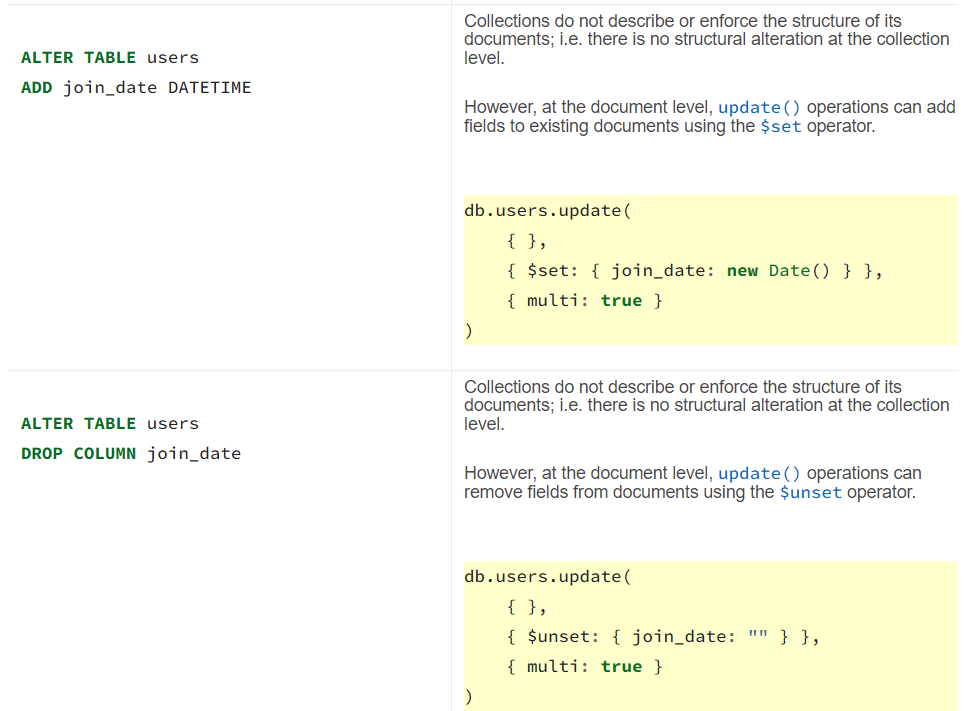 ALTER TABLE users
ADD join_date DATETIME
Collections do not describe or enforce the structure of its
documents; i.e. there is no structural alteration at the collection
level.
However, at the document level, update() operations can add
fields to existing documents using the $set operator.
db.users.update(
{ },
{ $set: { join_date: new Date() } },
{ multi: true }
)
ALTER TABLE users
DROP COLUMN join_date
Collections do not describe or enforce the structure of its
documents; i.e. there is no structural alteration at the collection
level.
However, at the document level, update() operations can
remove fields from documents using the $unset operator.
db.users.update(
{ },
{ $unset: { join_date: "" } },
{ multi: true }
)